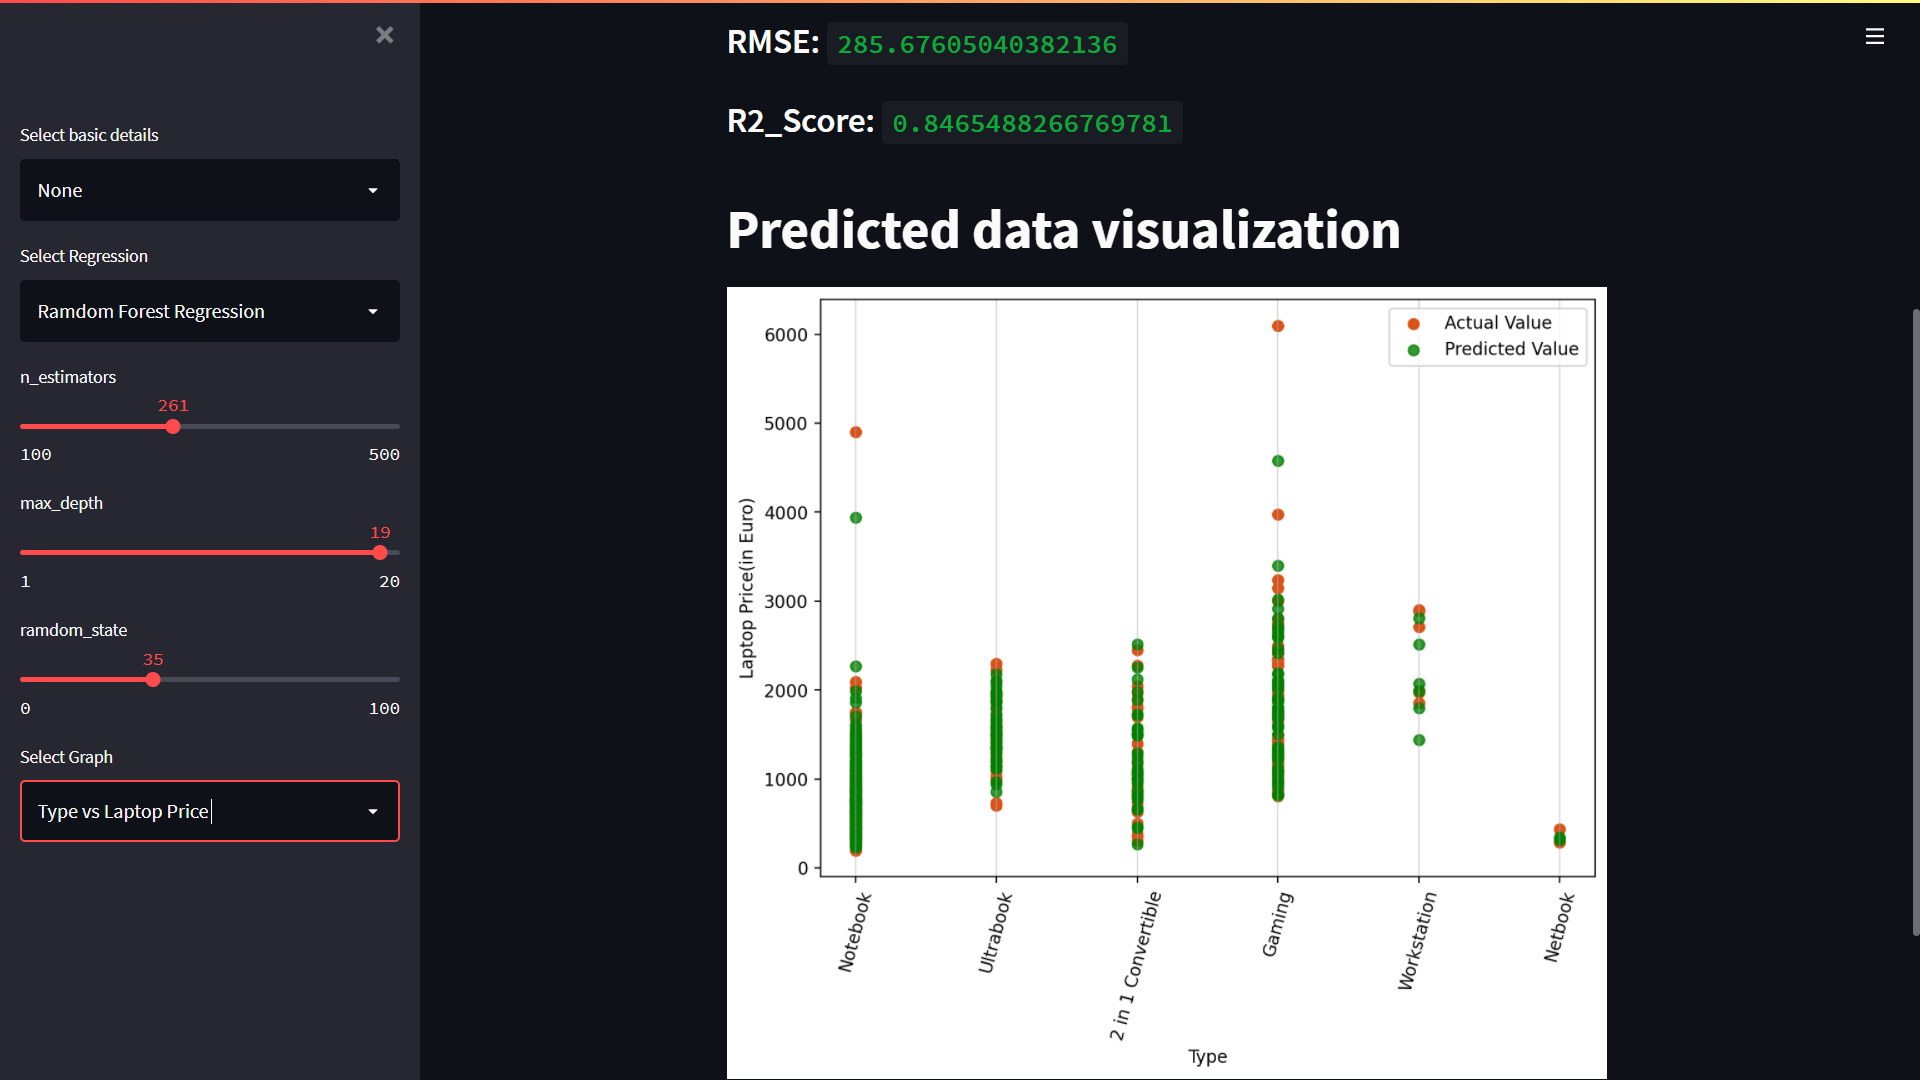 Select basic details
None
Select Regression
Ramdom Forest Regression
n_estimators
261
100 500
max_depth
19
1 20
ramdom_state
35
0 100
Select Graph
Type vs Laptop Price
RMSE: 285.67605040382136
R2_Score: 0.8465488266769781
Predicted data visualization
Actual Value
Predicted Value
Laptop Price(in Euro)
6000
5000
4000
3000
2000
1000
0
Notebook
Ultrabook
2 in 1 Convertible
Gaming
Workstation
Netbook
Type